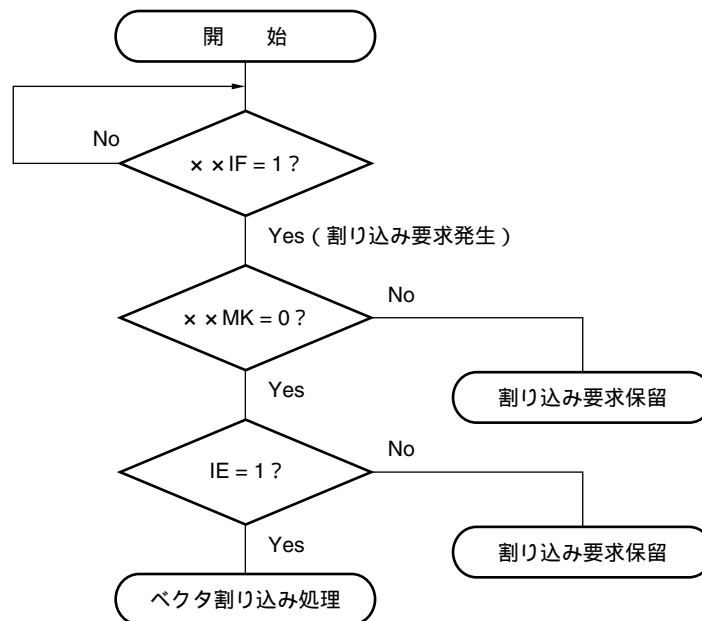 開　始
No
××IF = 1？
Yes（割り込み要求発生）
××MK = 0？
No
割り込み要求保留
Yes
IE = 1？
No
割り込み要求保留
Yes
ベクタ割り込み処理